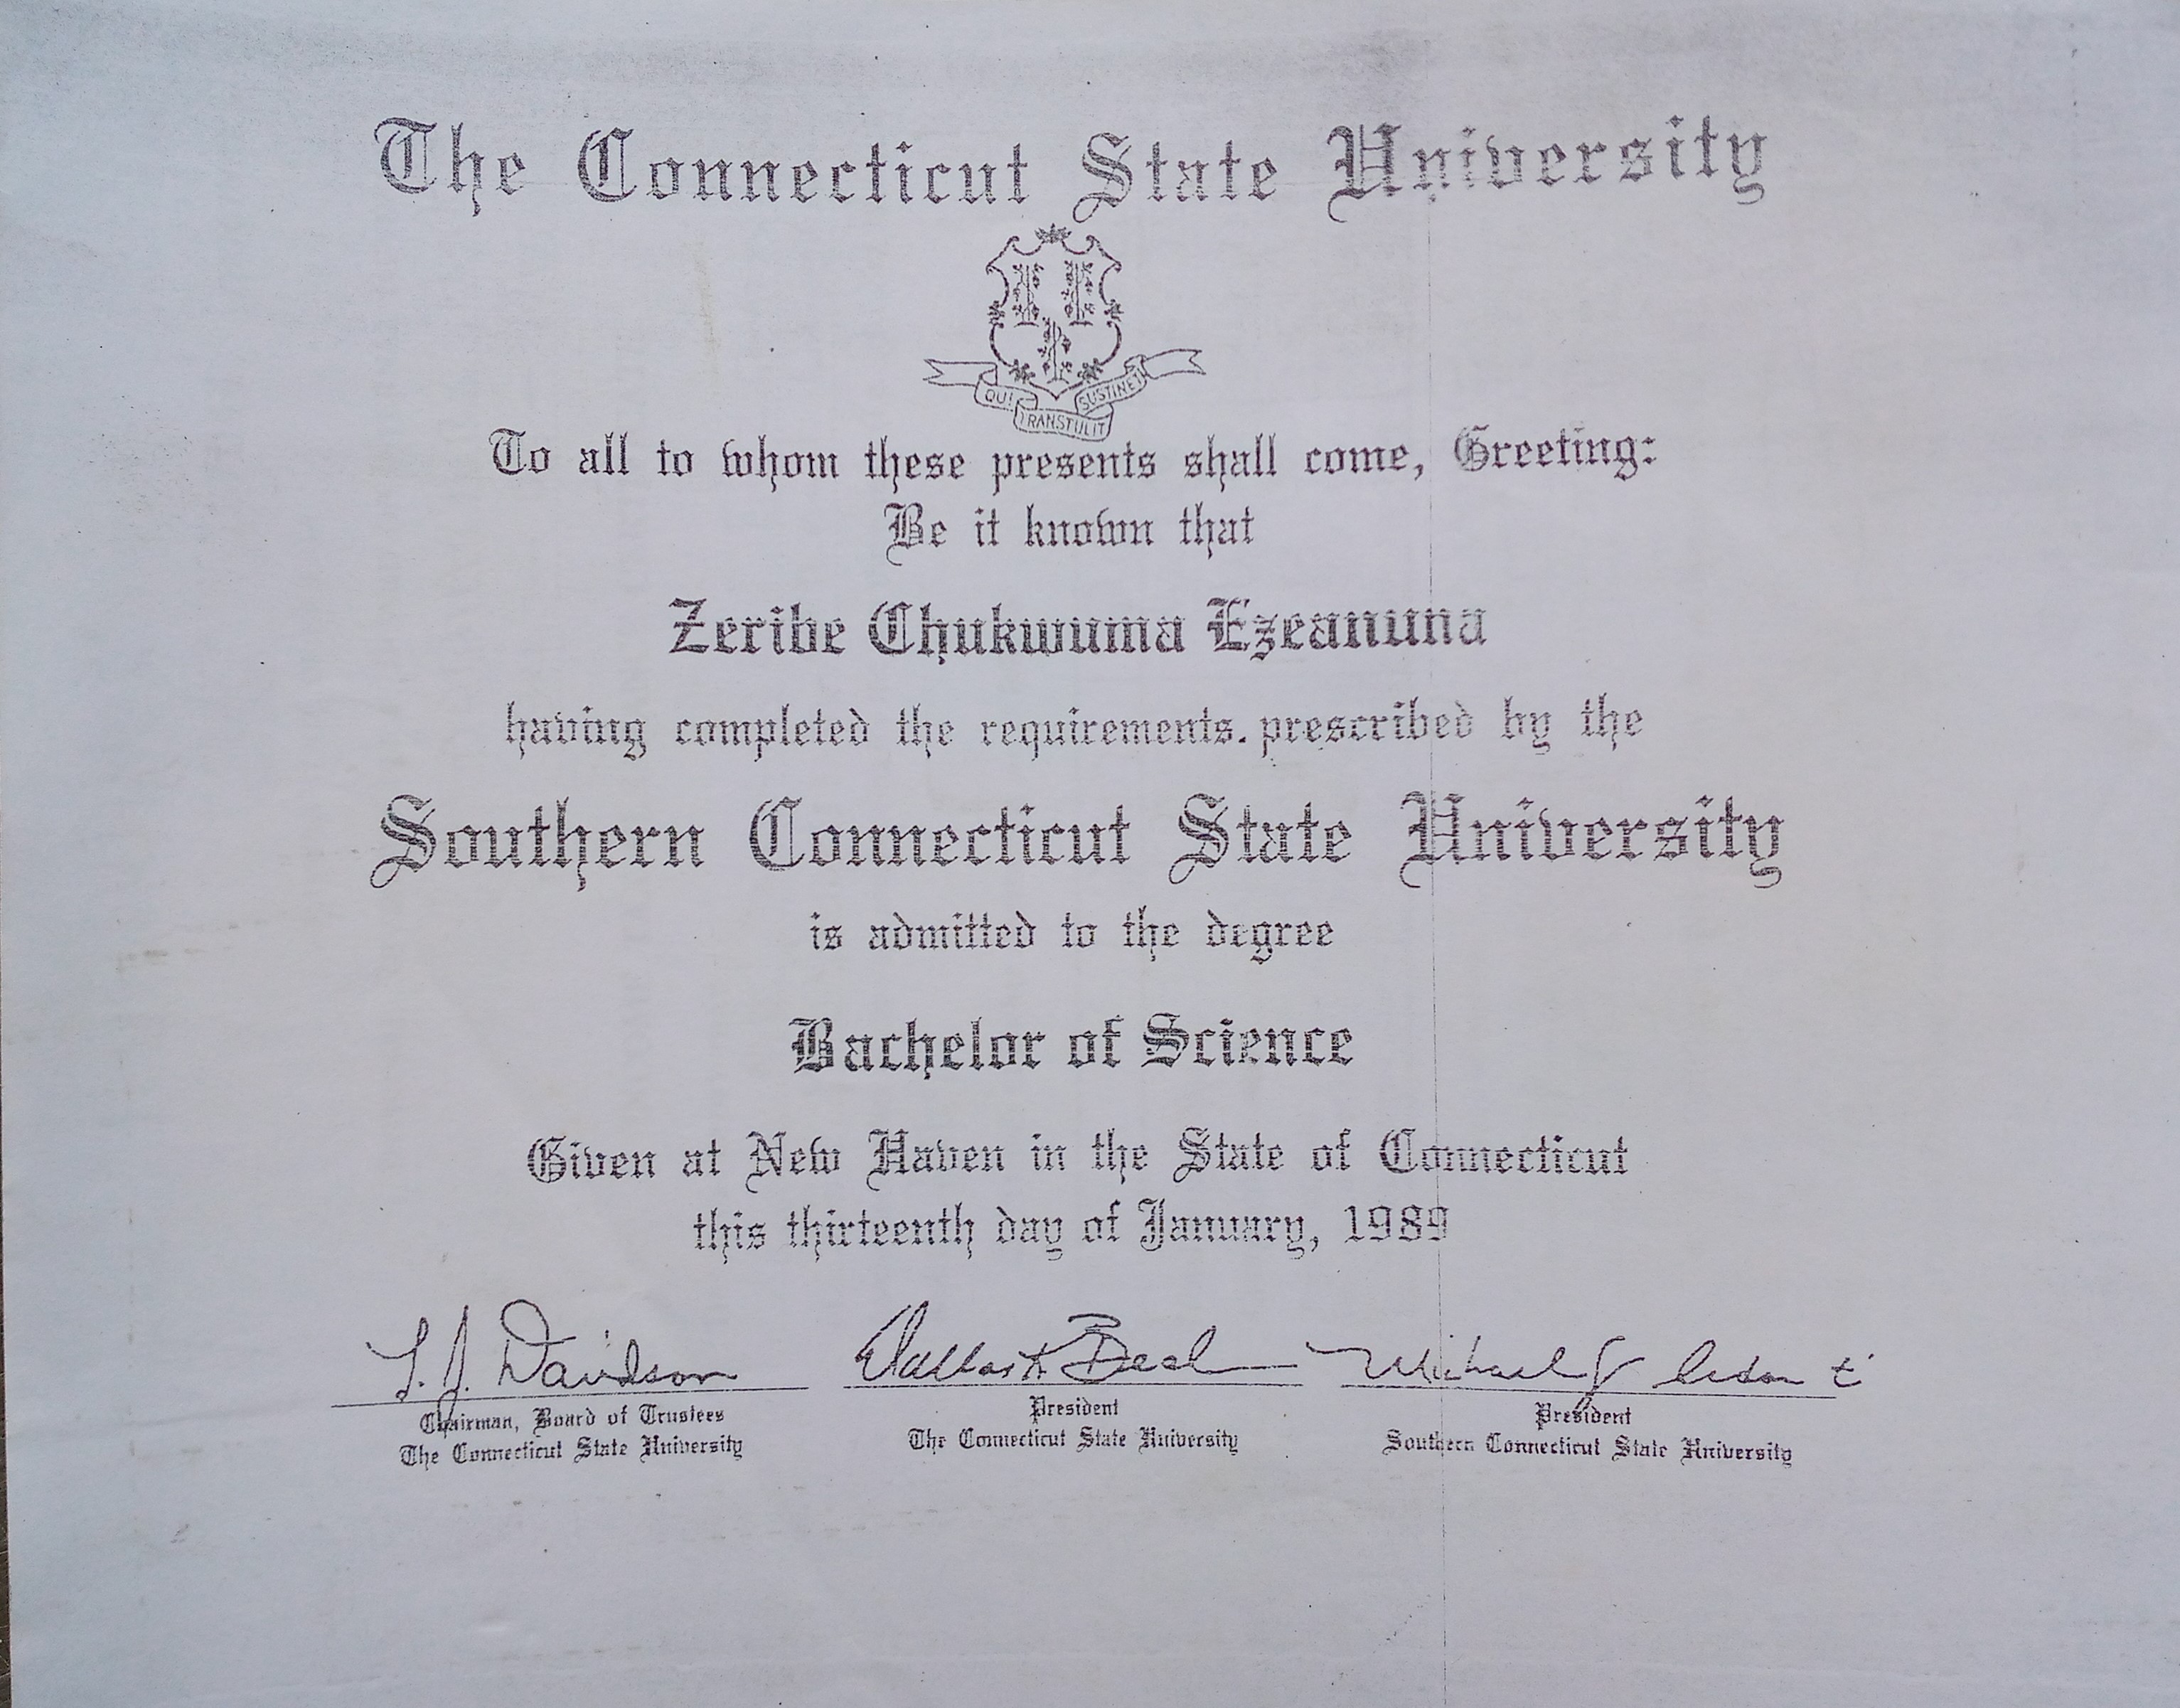 The Connecticut State University
QUI TRANSTULIT SUSTINET
To all to whom these presents shall come, Greeting:
Be it known that
Zeribe Chukwuma Ezeanuna
having completed the requirements prescribed by the
Southern Connecticut State University
is admitted to the degree
Bachelor of Science
Given at New Haven in the State of Connecticut
this thirteenth day of January, 1989
L. J. Davidson
Dallas K. Beal
Michael J.
Chairman, Board of Trustees
The Connecticut State University
President
The Connecticut State University
President
Southern Connecticut State University